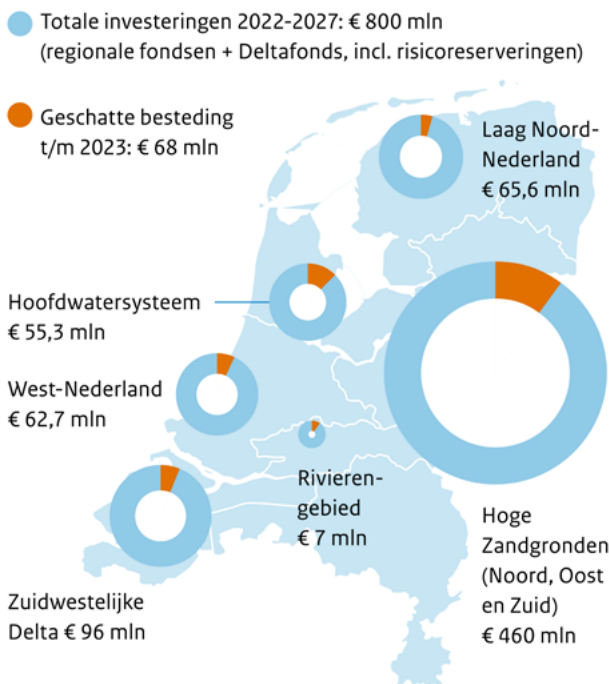 Totale investeringen 2022-2027: € 800 mln
(regionale fondsen + Deltafonds, incl. risicoreserveringen)
Geschatte besteding
t/m 2023: € 68 mln
Laag Noord-
Nederland
€ 65,6 mln
Hoofdwatersysteem
€ 55,3 mln
West-Nederland
€ 62,7 mln
Rivieren-
gebied
€ 7 mln
Hoge
Zandgronden
(Noord, Oost
en Zuid)
€ 460 mln
Zuidwestelijke
Delta € 96 mln